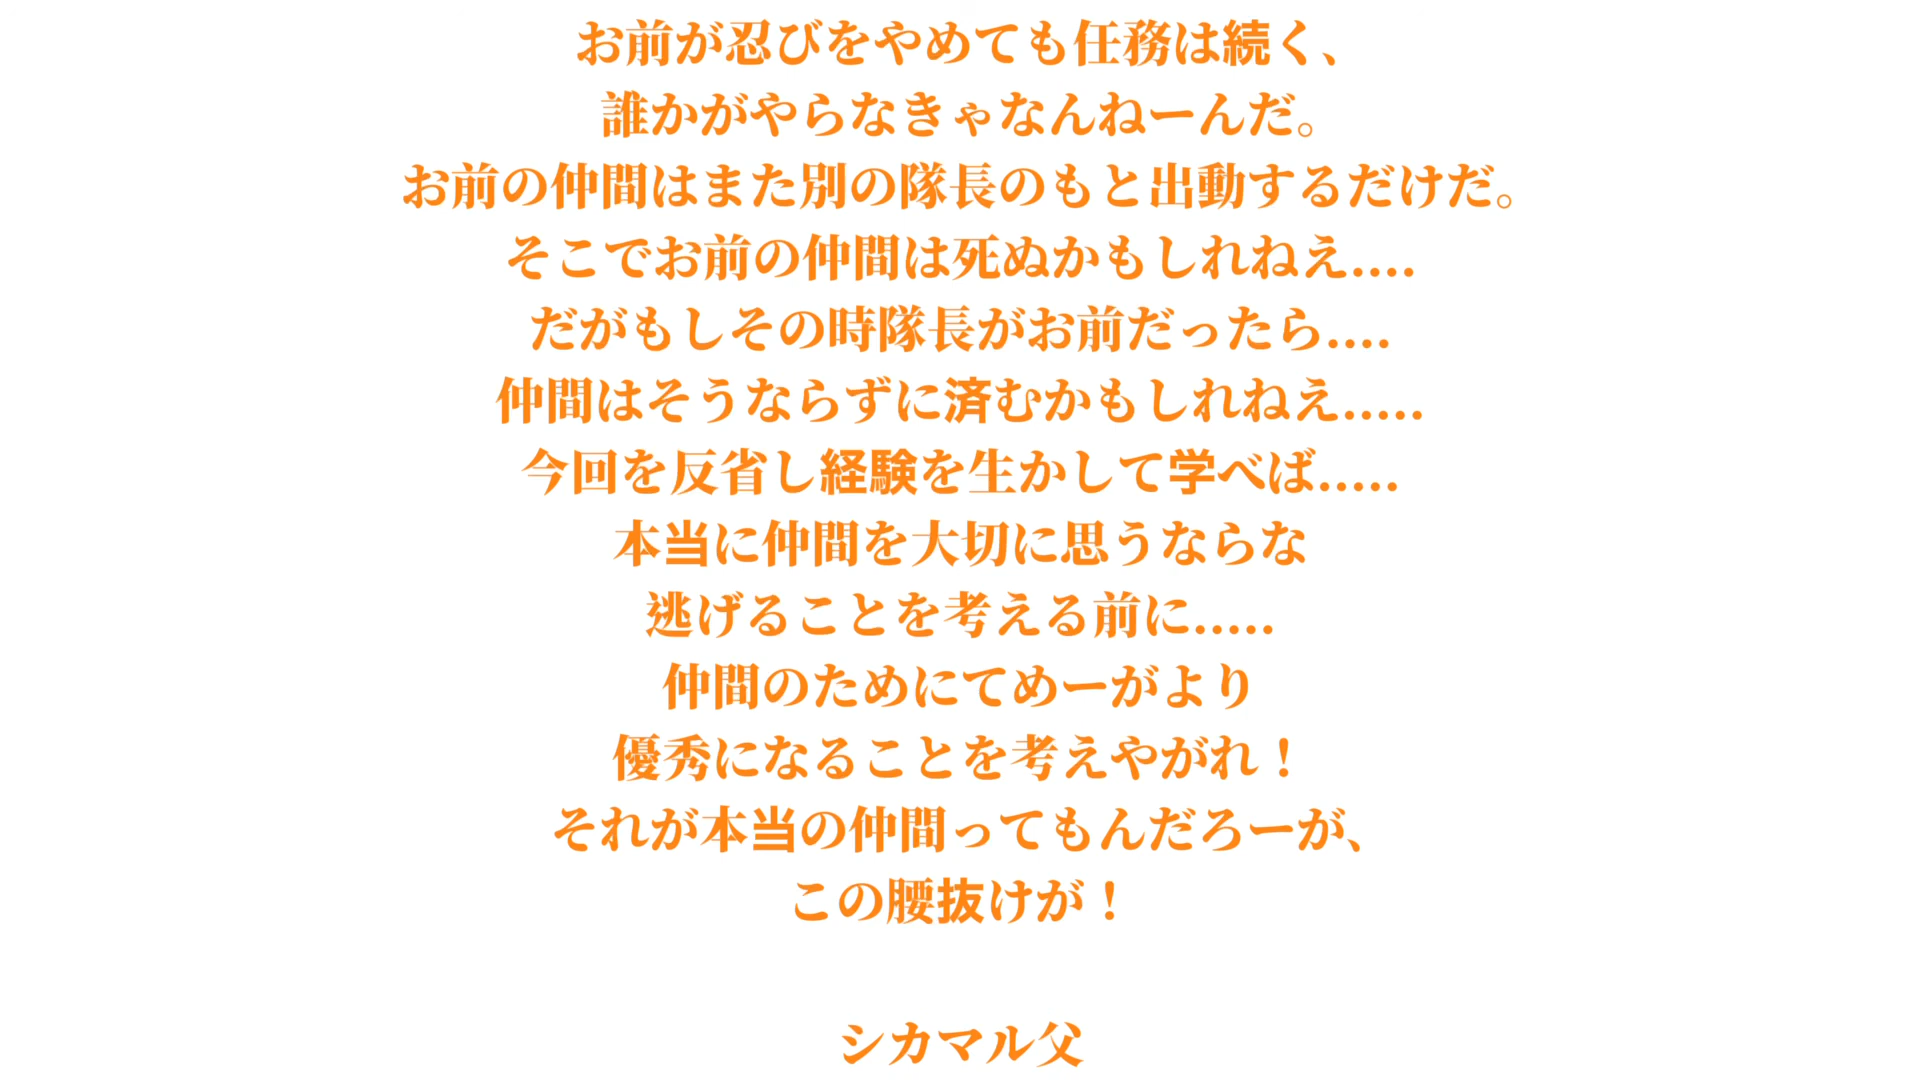 お前が忍びをやめても任務は続く、
誰かがやらなきゃなんねーんだ。
お前の仲間はまた別の隊長のもと出動するだけだ。
そこでお前の仲間は死ぬかもしれねえ....
だがもしその時隊長がお前だったら....
仲間はそうならずに済むかもしれねえ.....
今回を反省し経験を生かして学べば.....
本当に仲間を大切に思うならな
逃げることを考える前に.....
仲間のためにてめーがより
優秀になることを考えやがれ！
それが本当の仲間ってもんだろーが、
この腰抜けが！
シカマル父